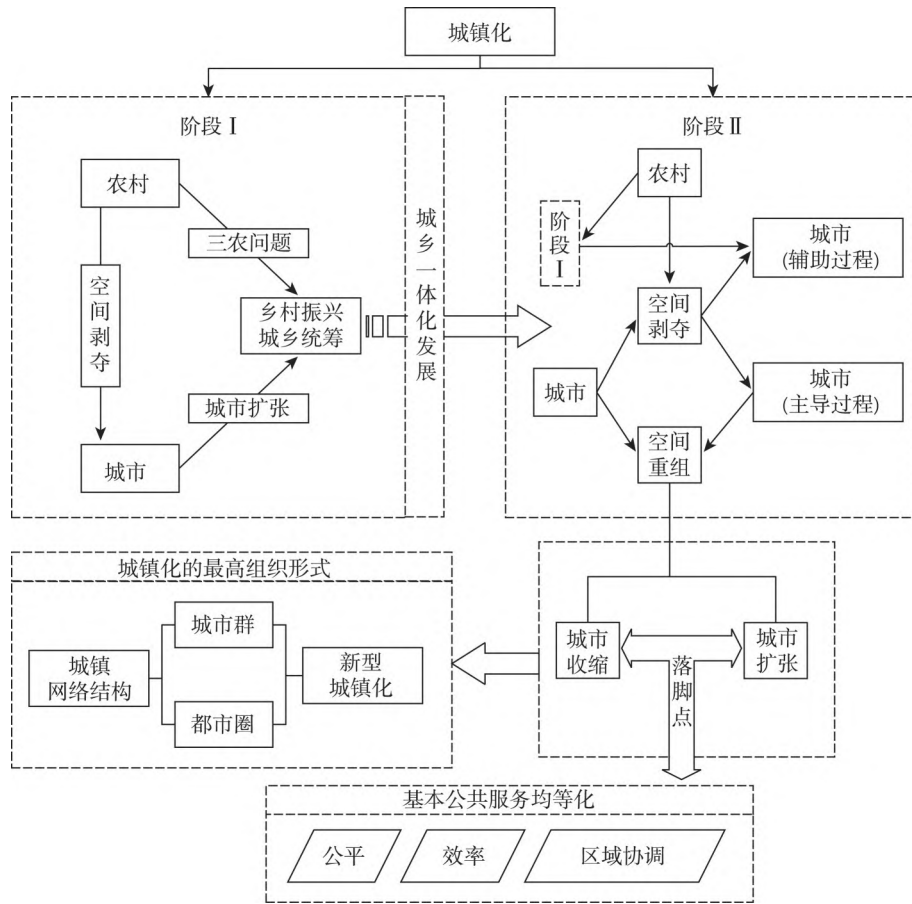 城镇化
阶段Ⅰ
农村
三农问题
空间剥夺
乡村振兴
城乡统筹
城市扩张
城市
城乡一体化发展
阶段Ⅱ
农村
阶段Ⅰ
城市
(辅助过程)
空间
剥夺
城市
城市
(主导过程)
空间
重组
城镇化的最高组织形式
城市群
城镇
网络结构
新型
城镇化
都市圈
城市
收缩
城市
扩张
落脚点
基本公共服务均等化
公平
效率
区域协调